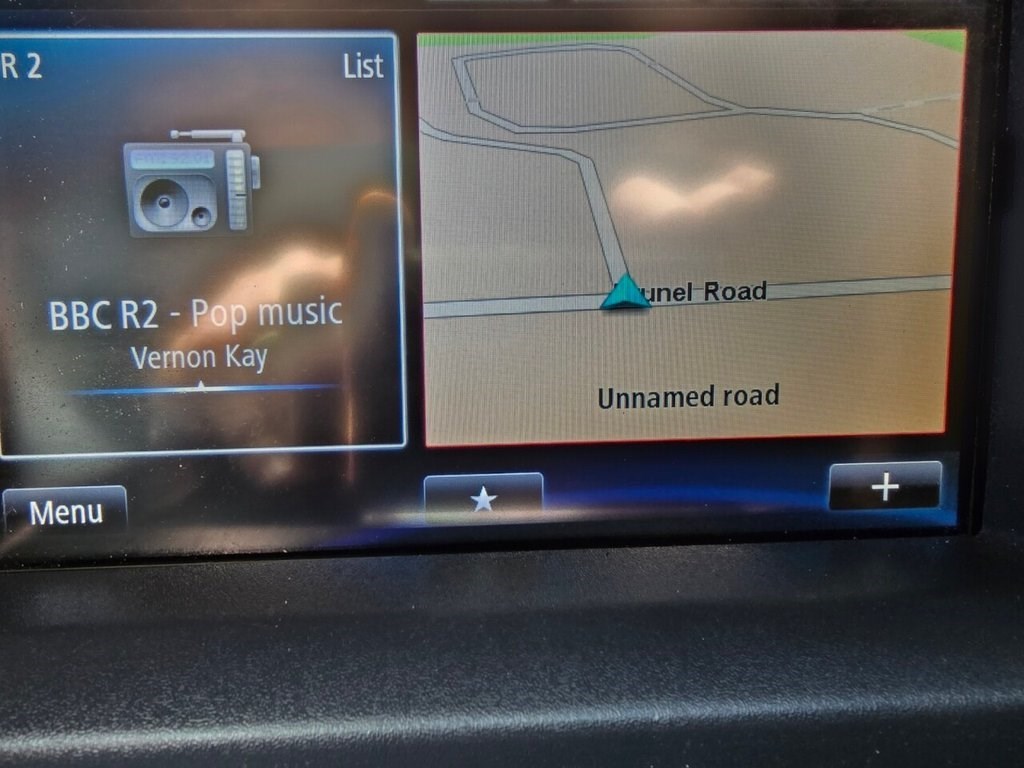 R 2
List
BBC R2 - Pop music
Vernon Kay
unel Road
Unnamed road
Menu
+